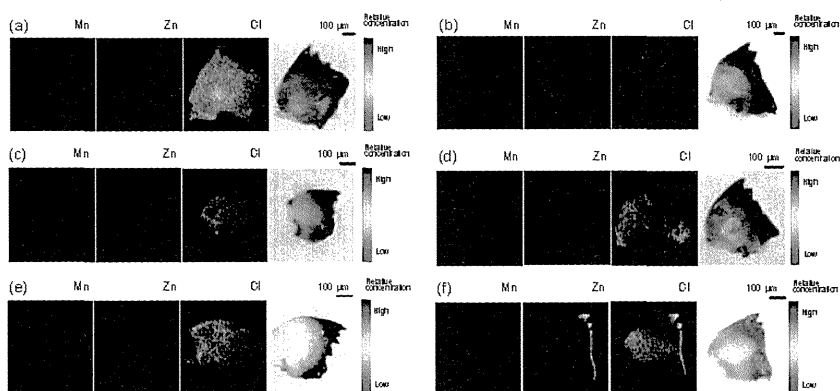 (a) Mn Zn Cl 100 µm Relative concentration
High
Low
(b) Mn Zn Cl 100 µm Relative concentration
High
Low
(c) Mn Zn Cl 100 µm Relative concentration
High
Low
(d) Mn Zn Cl 100 µm Relative concentration
High
Low
(e) Mn Zn Cl 100 µm Relative concentration
High
Low
(f) Mn Zn Cl 100 µm Relative concentration
High
Low